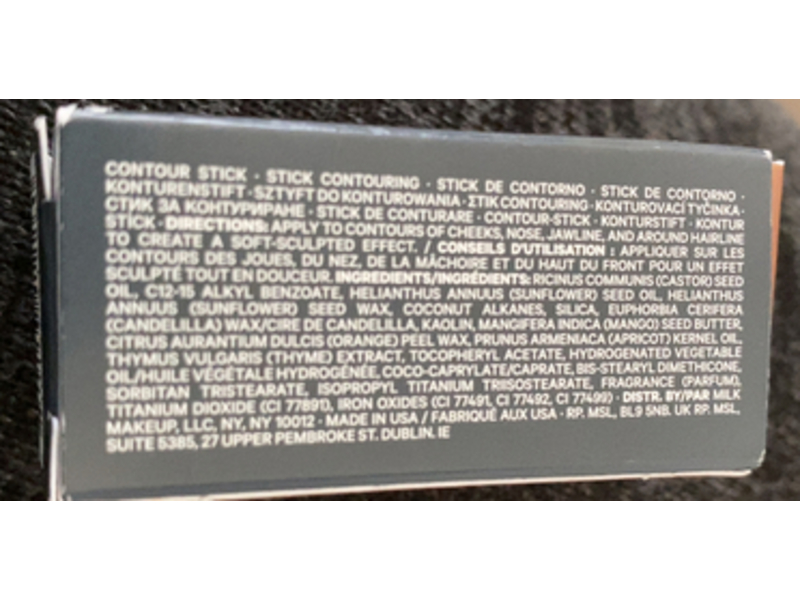 CONTOUR STICK · STICK CONTOURING · STICK DE CONTORNO · STICK DE CONTORNO ·
KONTURENSTIFT · SZTYFT DO KONTUROWANIA · ΣΤΙΚ CONTOURING · KONTUROVACÍ TYČINKA ·
СТИК ЗА КОНТУРИРАНЕ · STICK DE CONTURARE · CONTOUR-STICK · KONTURSTIFT · KONTUR
STICK · DIRECTIONS: APPLY TO CONTOURS OF CHEEKS, NOSE, JAWLINE, AND AROUND HAIRLINE
TO CREATE A SOFT-SCULPTED EFFECT. / CONSEILS D'UTILISATION : APPLIQUER SUR LES
CONTOURS DES JOUES, DU NEZ, DE LA MÂCHOIRE ET DU HAUT DU FRONT POUR UN EFFET
SCULPTÉ TOUT EN DOUCEUR. INGREDIENTS/INGRÉDIENTS: RICINUS COMMUNIS (CASTOR) SEED
OIL, C12-15 ALKYL BENZOATE, HELIANTHUS ANNUUS (SUNFLOWER) SEED OIL, HELIANTHUS
ANNUUS (SUNFLOWER) SEED WAX, COCONUT ALKANES, SILICA, EUPHORBIA CERIFERA
(CANDELILLA) WAX/CIRE DE CANDELILLA, KAOLIN, MANGIFERA INDICA (MANGO) SEED BUTTER,
CITRUS AURANTIUM DULCIS (ORANGE) PEEL WAX, PRUNUS ARMENIACA (APRICOT) KERNEL OIL,
THYMUS VULGARIS (THYME) EXTRACT, TOCOPHERYL ACETATE, HYDROGENATED VEGETABLE
OIL/HUILE VÉGÉTALE HYDROGÉNÉE, COCO-CAPRYLATE/CAPRATE, BIS-STEARYL DIMETHICONE,
SORBITAN TRISTEARATE, ISOPROPYL TITANIUM TRIISOSTEARATE, FRAGRANCE (PARFUM),
TITANIUM DIOXIDE (CI 77891), IRON OXIDES (CI 77491, CI 77492, CI 77499) · DISTR. BY/PAR MILK
MAKEUP, LLC, NY, NY 10012 · MADE IN USA / FABRIQUÉ AUX USA · RP. MSL, BL9 5NB. UK RP. MSL,
SUITE 5385, 27 UPPER PEMBROKE ST. DUBLIN. IE